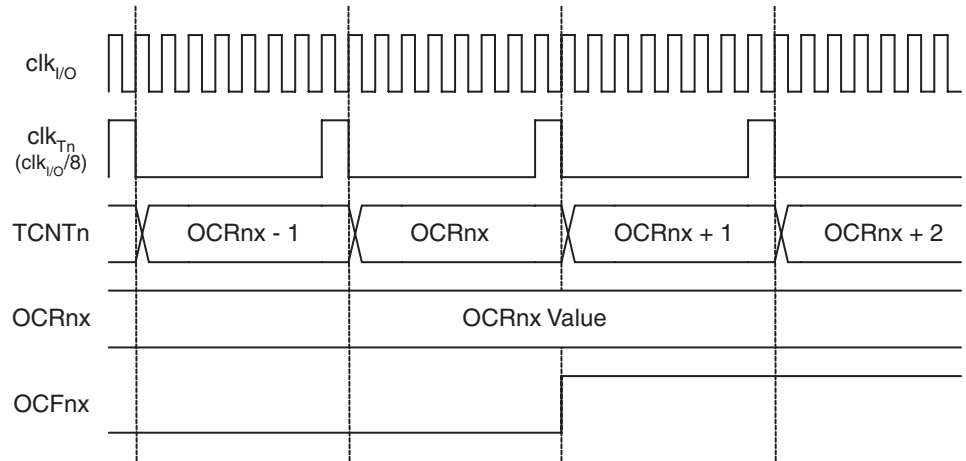 clkI/O
clkTn
(clkI/O/8)
TCNTn
OCRnx - 1
OCRnx
OCRnx + 1
OCRnx + 2
OCRnx
OCRnx Value
OCFnx